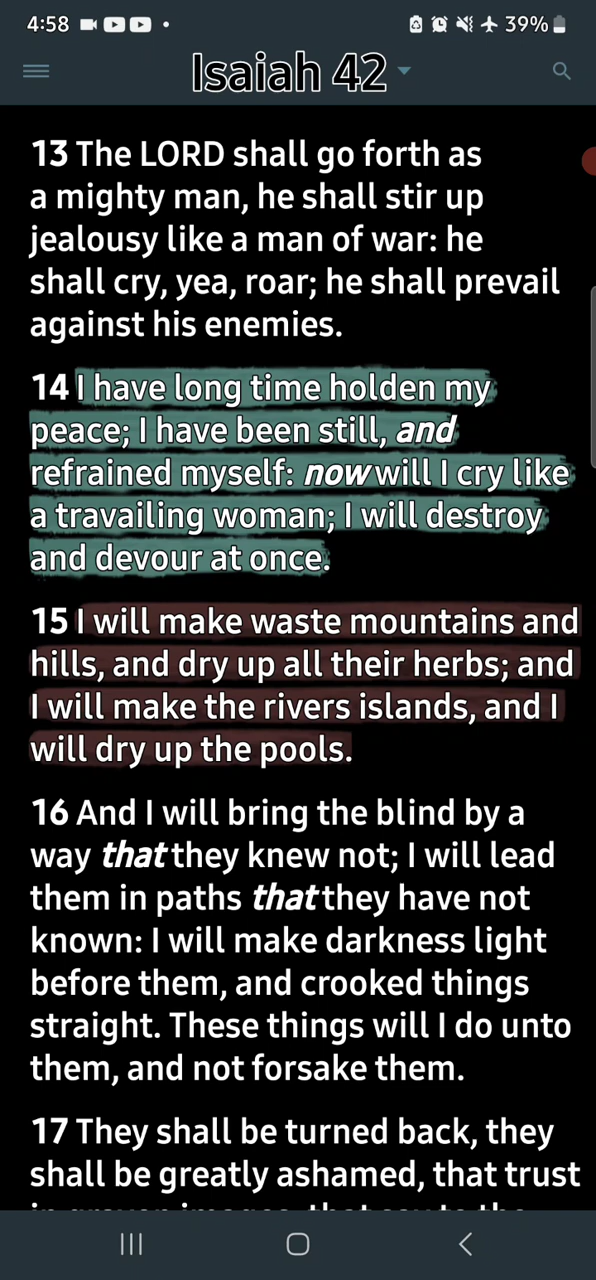 4:58
39%
Isaiah 42
13 The LORD shall go forth as
a mighty man, he shall stir up
jealousy like a man of war: he
shall cry, yea, roar; he shall prevail
against his enemies.
14 I have long time holden my
peace; I have been still, and
refrained myself: now will I cry like
a travailing woman; I will destroy
and devour at once.
15 I will make waste mountains and
hills, and dry up all their herbs; and
I will make the rivers islands, and I
will dry up the pools.
16 And I will bring the blind by a
way that they knew not; I will lead
them in paths that they have not
known: I will make darkness light
before them, and crooked things
straight. These things will I do unto
them, and not forsake them.
17 They shall be turned back, they
shall be greatly ashamed, that trust
in graven images, that say to the